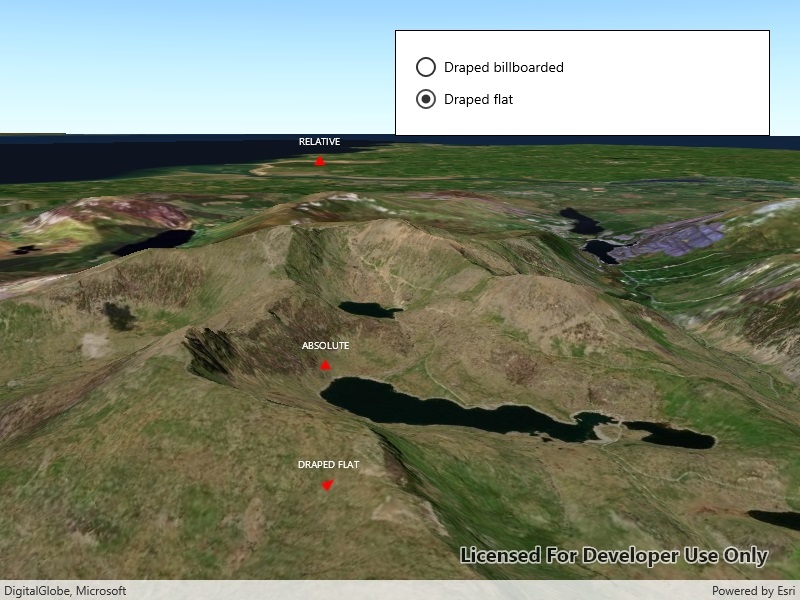 Draped billboarded
Draped flat
RELATIVE
ABSOLUTE
DRAPED FLAT
Licensed For Developer Use Only
DigitalGlobe, Microsoft
Powered by Esri